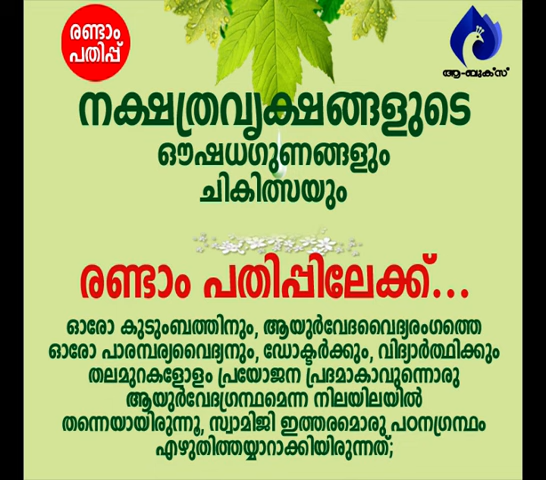 രണ്ടാം
പതിപ്പ്
ആ-ബുക്സ്
നക്ഷത്രവൃക്ഷങ്ങളുടെ
ഔഷധഗുണങ്ങളും
ചികിത്സയും
രണ്ടാം പതിപ്പിലേക്ക്...
ഓരോ കുടുംബത്തിനും, ആയുർവേദവൈദ്യരംഗത്തെ
ഓരോ പാരമ്പര്യവൈദ്യനും, ഡോക്ടർക്കും, വിദ്യാർത്ഥിക്കും
തലമുറകളോളം പ്രയോജന പ്രദമാകാവുന്നൊരു
ആയുർവേദഗ്രന്ഥമെന്ന നിലയിലയിൽ
തന്നെയായിരുന്നൂ, സ്വാമിജി ഇത്തരമൊരു പഠനഗ്രന്ഥം
എഴുതിത്തയ്യാറാക്കിയിരുന്നത്;